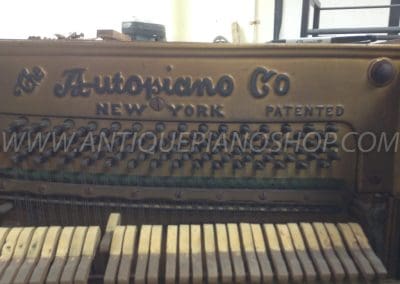 The Autopiano Co
NEW YORK PATENTED
WWW.ANTIQUEPIANOSHOP.COM